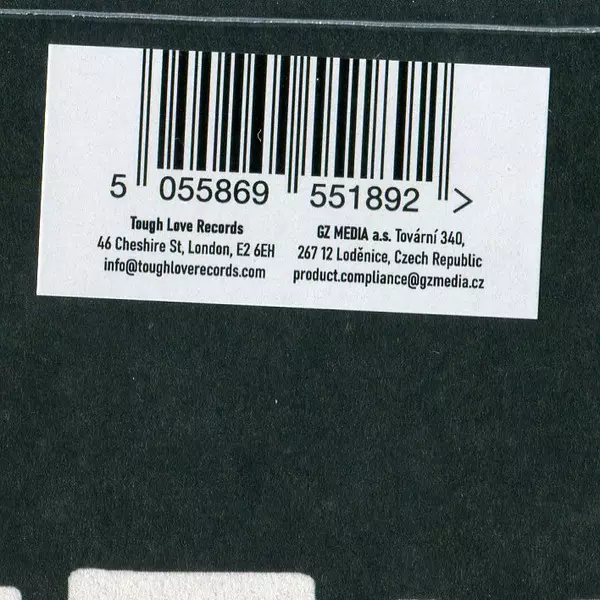 5 055869 551892 >
Tough Love Records
46 Cheshire St, London, E2 6EH
info@toughloverecords.com
GZ MEDIA a.s. Tovární 340,
267 12 Loděnice, Czech Republic
product.compliance@gzmedia.cz